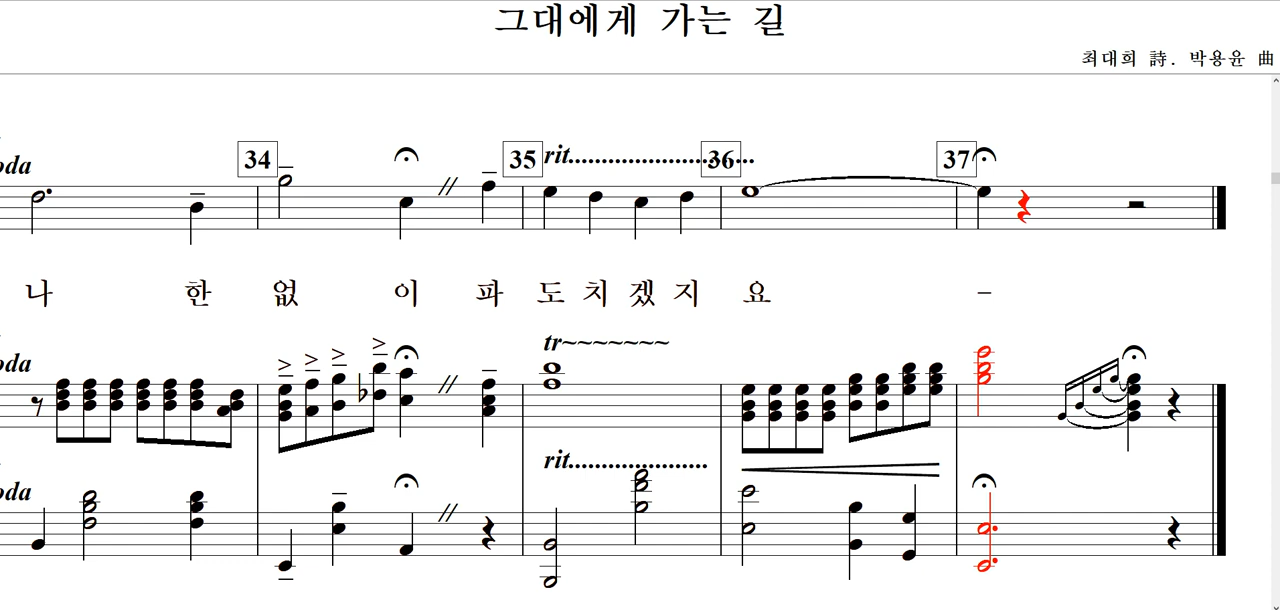 그대에게 가는 길
최대희 詩. 박용윤 曲
oda
34
35
rit......................
36
37
나 한 없 이 파 도 치 겠 지 요 –
oda
tr~~~~~~~
oda
rit.....................